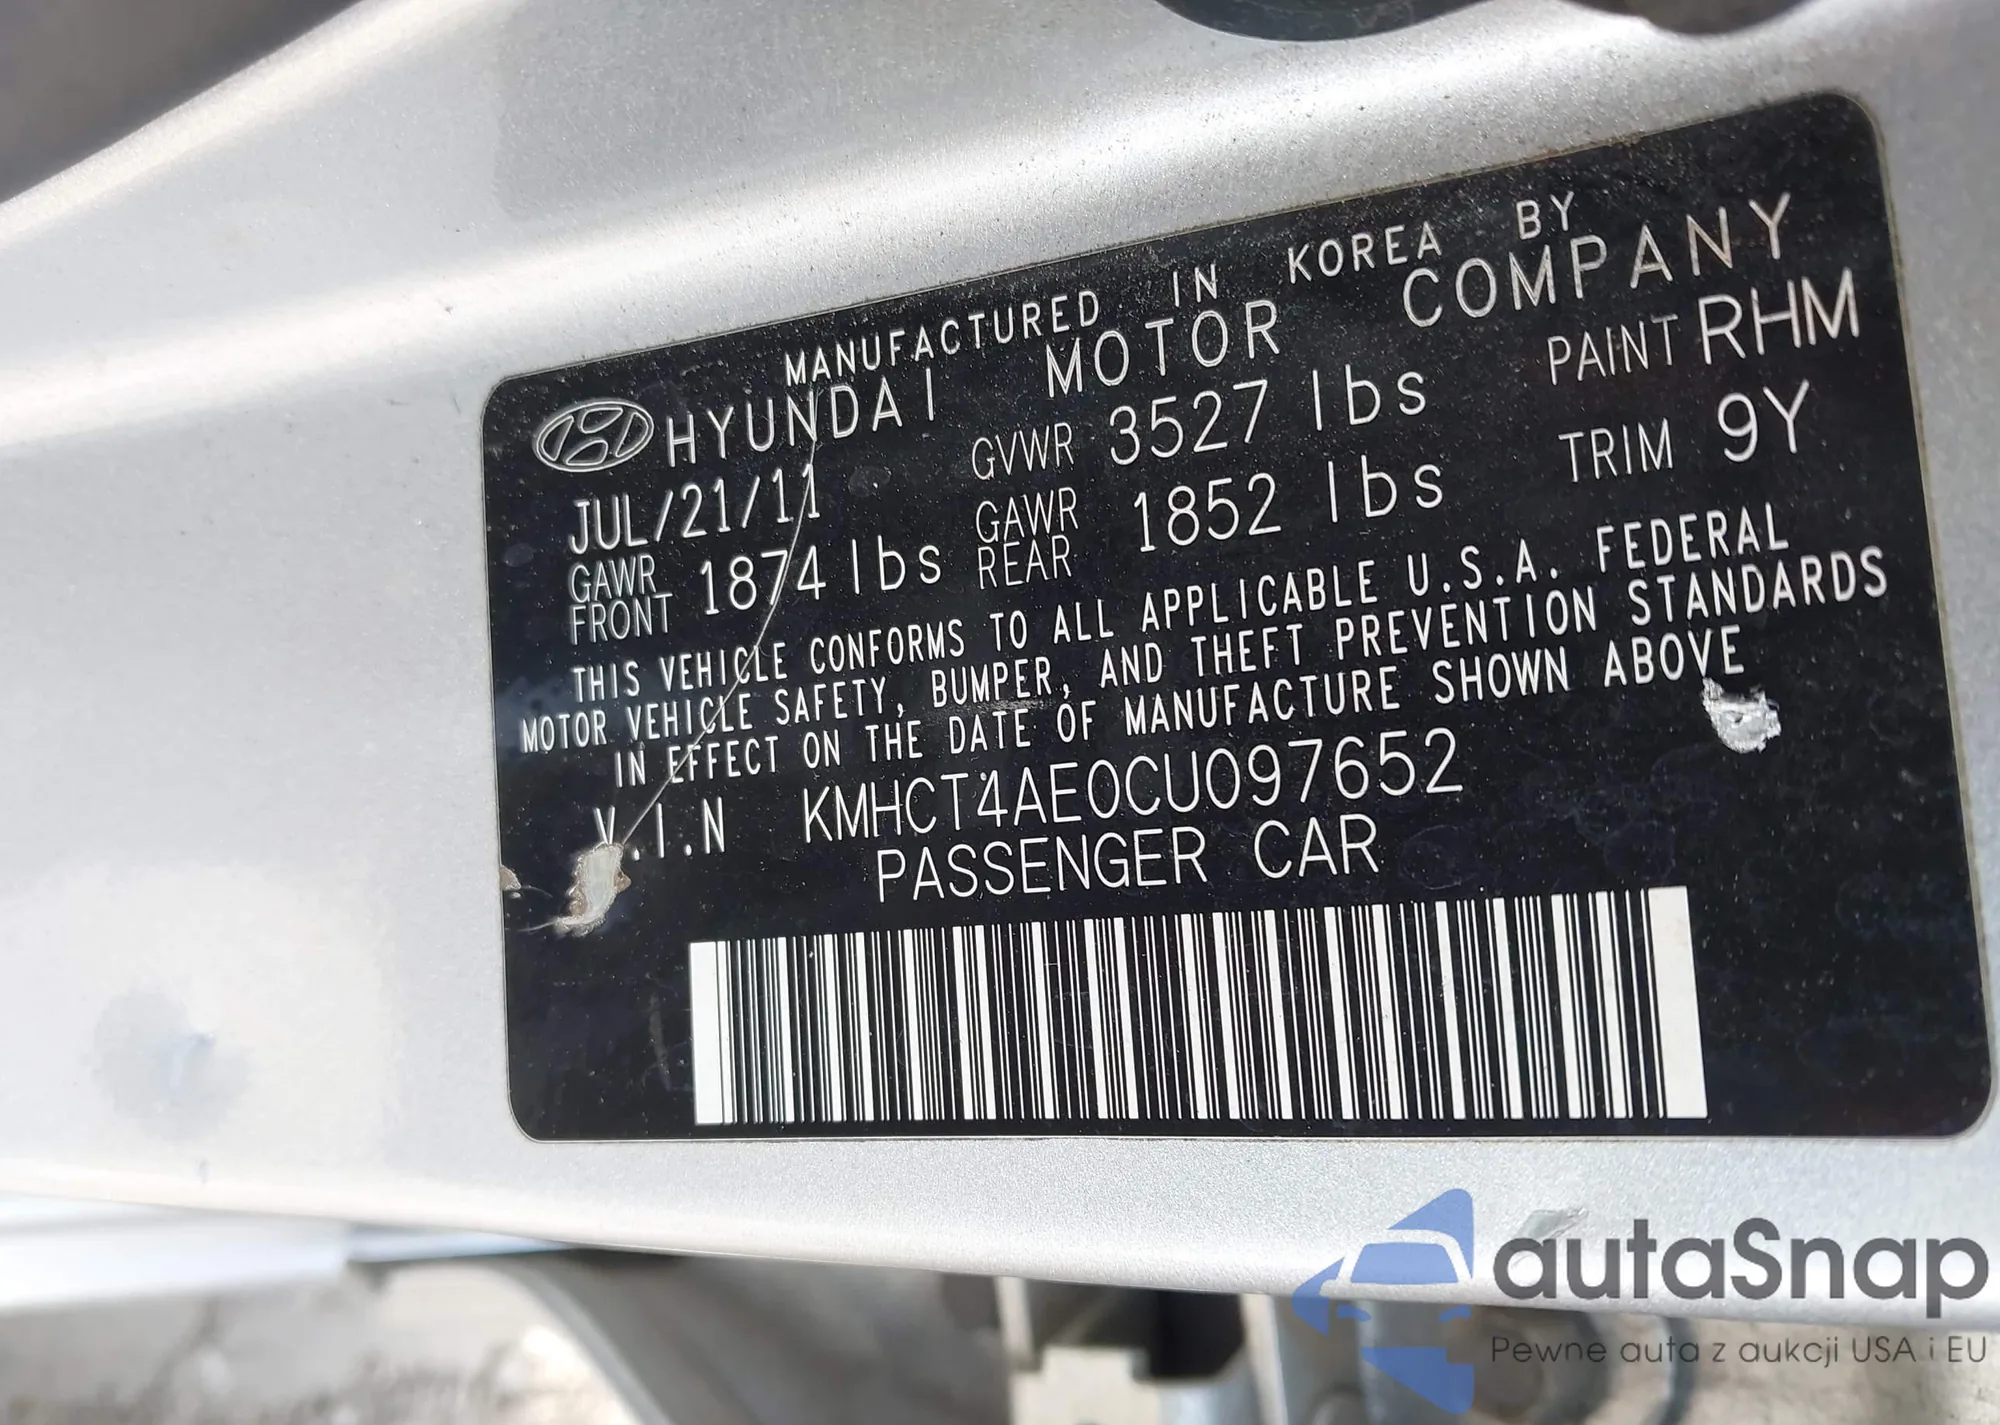 MANUFACTURED IN KOREA BY
HYUNDAI MOTOR COMPANY
JUL/21/11 GVWR 3527 lbs PAINT RHM
GAWR FRONT 1874 lbs GAWR REAR 1852 lbs TRIM 9Y
THIS VEHICLE CONFORMS TO ALL APPLICABLE U.S.A. FEDERAL
MOTOR VEHICLE SAFETY, BUMPER, AND THEFT PREVENTION STANDARDS
IN EFFECT ON THE DATE OF MANUFACTURE SHOWN ABOVE
V.I.N KMHCT4AE0CU097652
PASSENGER CAR
autaSnap
Pewne auta z aukcji USA i EU